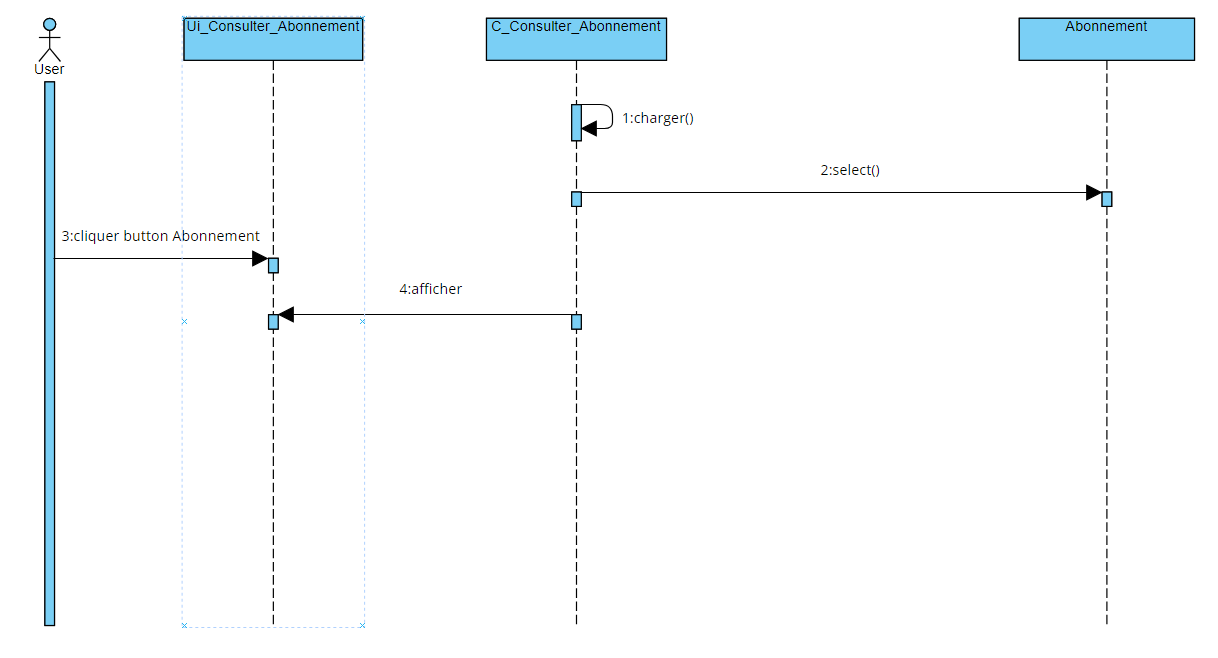 User
Ui_Consulter_Abonnement
C_Consulter_Abonnement
Abonnement
1:charger()
2:select()
3:cliquer button Abonnement
4:afficher